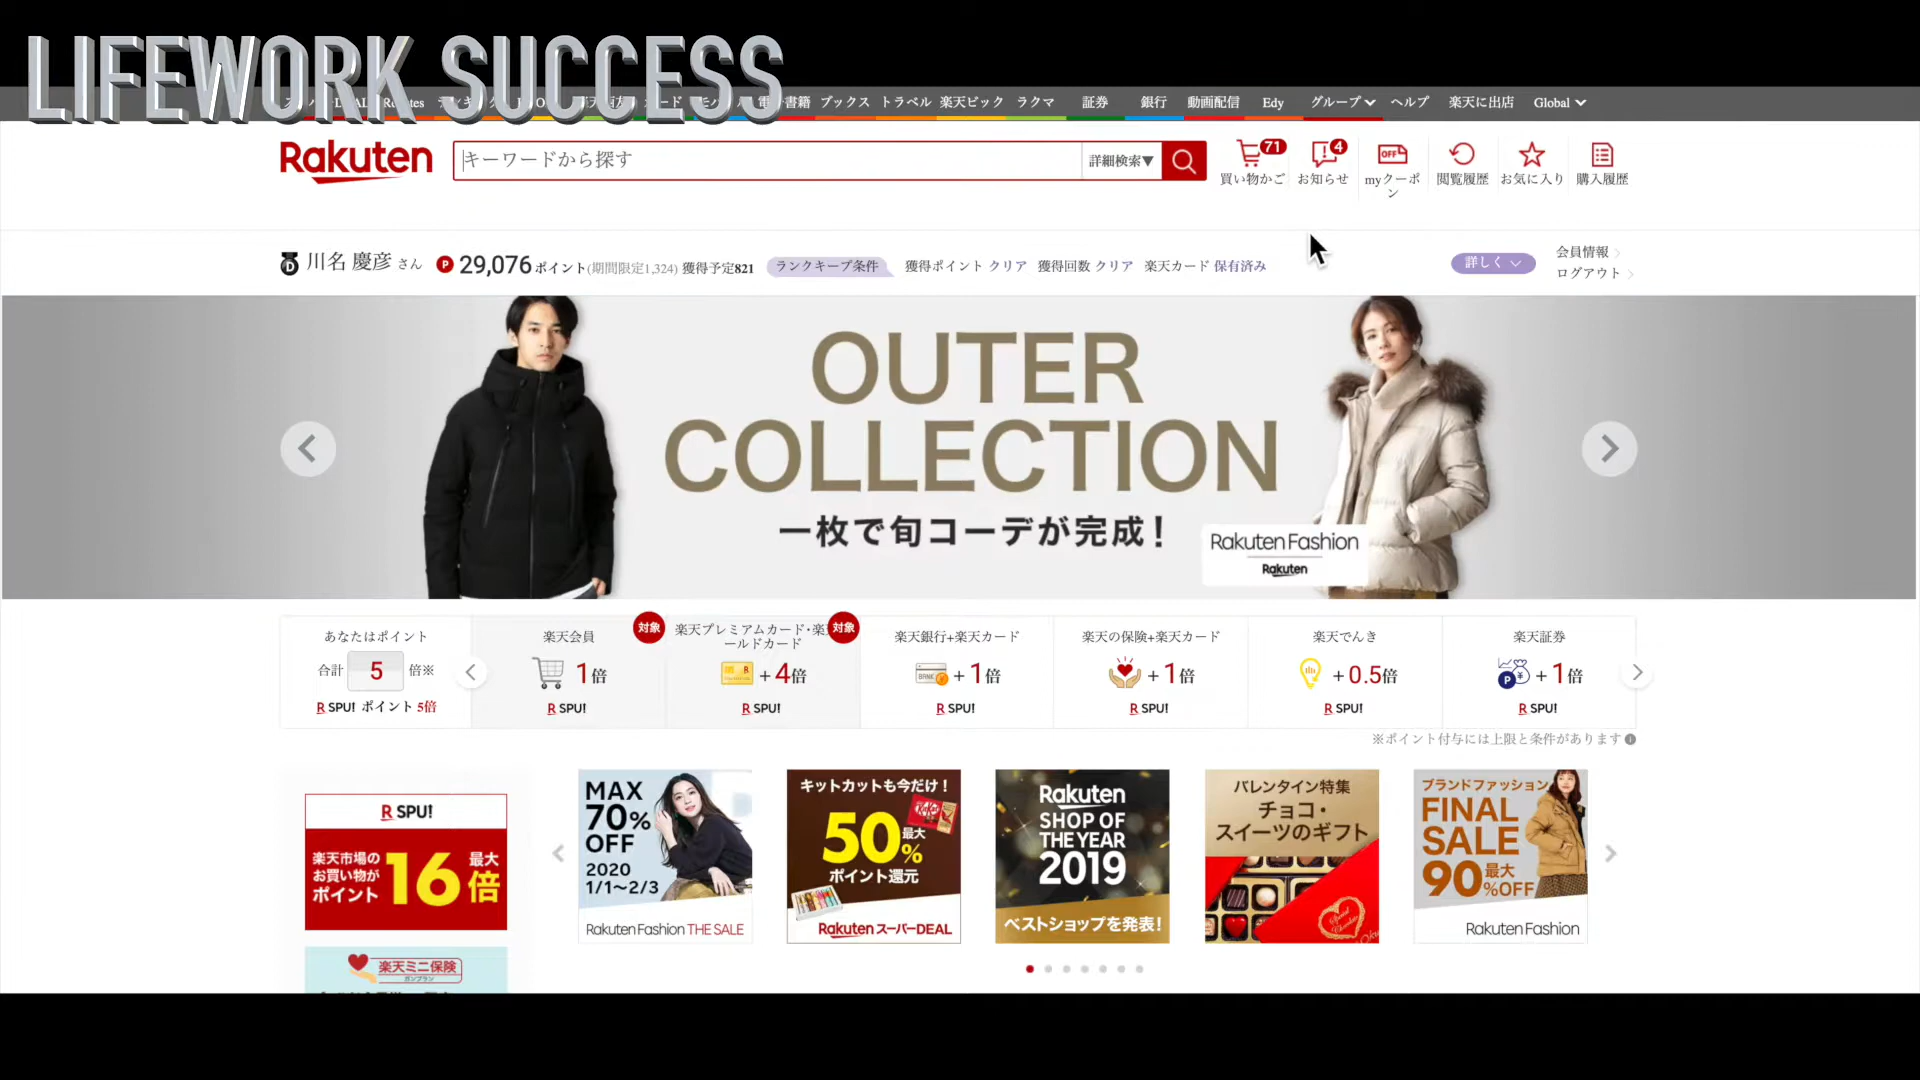 LIFEWORK SUCCESS
電子書籍 ブックス トラベル 楽天ビック ラクマ 証券 銀行 動画配信 Edy グループ ヘルプ 楽天に出店 Global
Rakuten
キーワードから探す
詳細検索▼
71
買い物かご
4
お知らせ
OFF
myクーポン
閲覧履歴
お気に入り
購入履歴
川名 慶彦 さん
P 29,076 ポイント(期間限定1,324) 獲得予定821
ランクキープ条件
獲得ポイント クリア 獲得回数 クリア 楽天カード 保有済み
詳しく
会員情報
ログアウト
OUTER
COLLECTION
一枚で旬コーデが完成!
Rakuten Fashion
Rakuten
あなたはポイント
合計 5 倍※
R SPU! ポイント 5倍
対象
楽天会員
1倍
R SPU!
対象
楽天プレミアムカード・楽
ールドカード
+4倍
R SPU!
楽天銀行+楽天カード
BANK
+1倍
R SPU!
楽天の保険+楽天カード
+1倍
R SPU!
楽天でんき
+0.5倍
R SPU!
楽天証券
P
+1倍
R SPU!
※ポイント付与には上限と条件があります
R SPU!
楽天市場の
お買い物が
ポイント
16
最大
倍
楽天ミニ保険
MAX
70%
OFF
2020
1/1~2/3
Rakuten Fashion THE SALE
キットカットも今だけ!
50%
最大
ポイント還元
Rakuten スーパーDEAL
Rakuten
SHOP OF
THE YEAR
2019
ベストショップを発表!
バレンタイン特集
チョコ・
スイーツのギフト
ブランドファッション
FINAL
SALE
最大
90%OFF
Rakuten Fashion